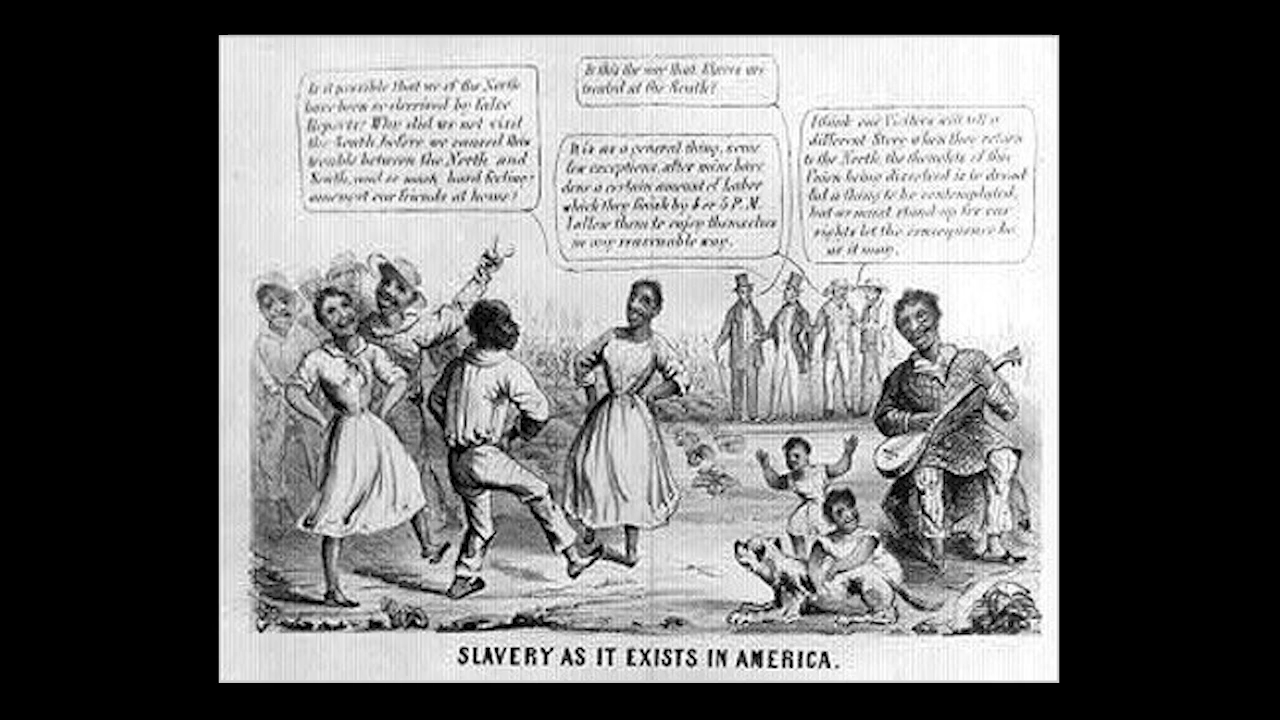 Is it possible that we of the North
have been so deceived by false
Reports? Why did we not visit
the South before we caused this
trouble between the North and
South, and so much hard feelings
amongst our friends at home?
Is this the way that Slaves are
treated at the South?
It is as a general thing, some
few exceptions, after mine have
done a certain amount of Labor
which they finish by 4 or 5 P.M.
I allow them to enjoy themselves
in any reasonable way.
I think our Visitors will tell a
different Story when they return
to the North, the thoughts of this
Union being dissolved is to dread-
ful a thing to be contemplated,
but we must stand up for our
rights let the consequence be
as it may.
SLAVERY AS IT EXISTS IN AMERICA.